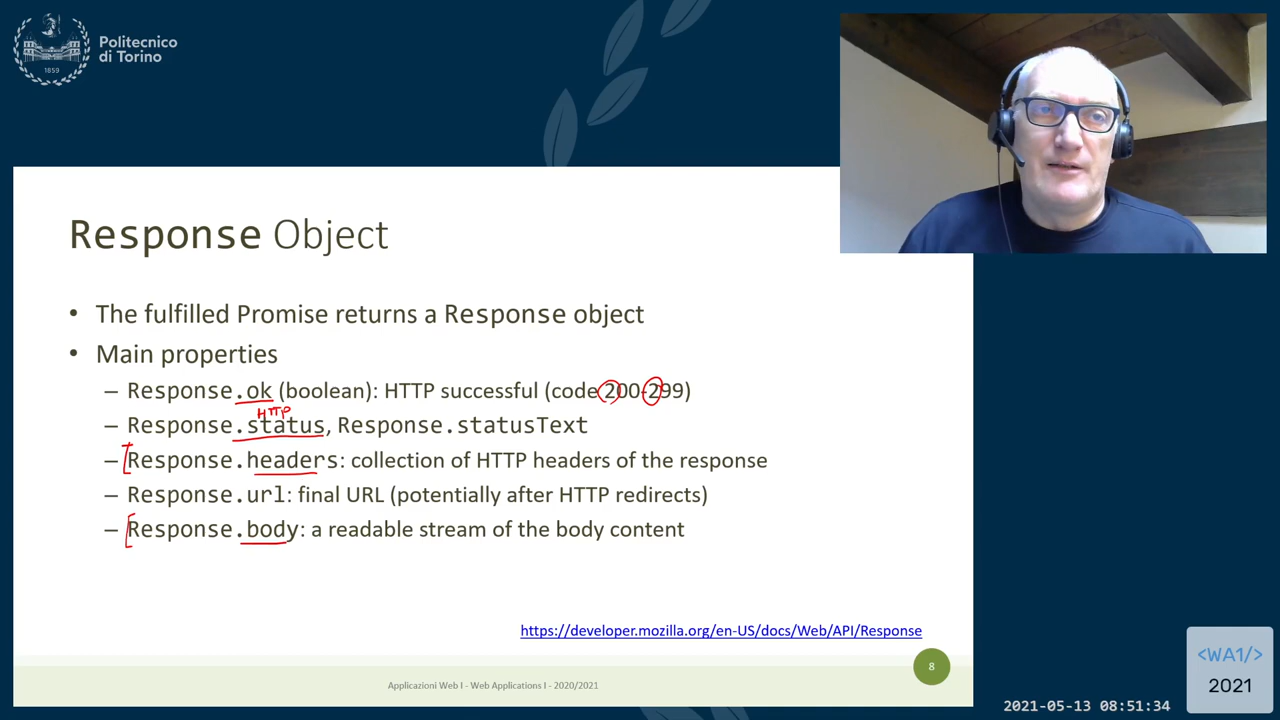 Politecnico
di Torino
1859
Response Object
• The fulfilled Promise returns a Response object
• Main properties
– Response.ok (boolean): HTTP successful (code 200-299)
HTTP
– Response.status, Response.statusText
– Response.headers: collection of HTTP headers of the response
– Response.url: final URL (potentially after HTTP redirects)
– Response.body: a readable stream of the body content
https://developer.mozilla.org/en-US/docs/Web/API/Response
8
Applicazioni Web I - Web Applications I - 2020/2021
<WA1/>
2021
2021-05-13 08:51:34